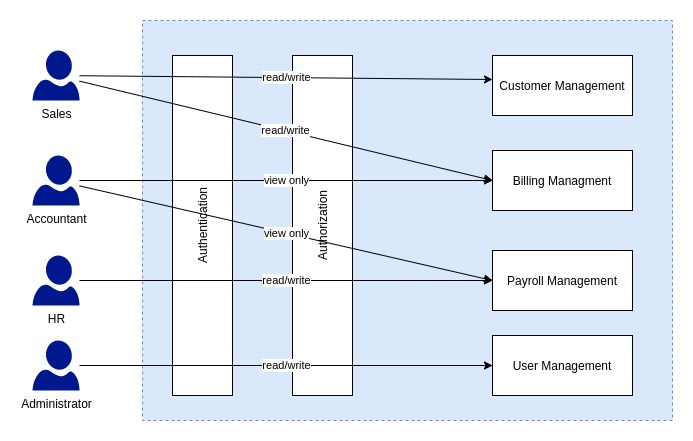 Sales
Accountant
HR
Administrator
Authentication
Authorization
read/write
read/write
view only
view only
read/write
read/write
Customer Management
Billing Managment
Payroll Management
User Management